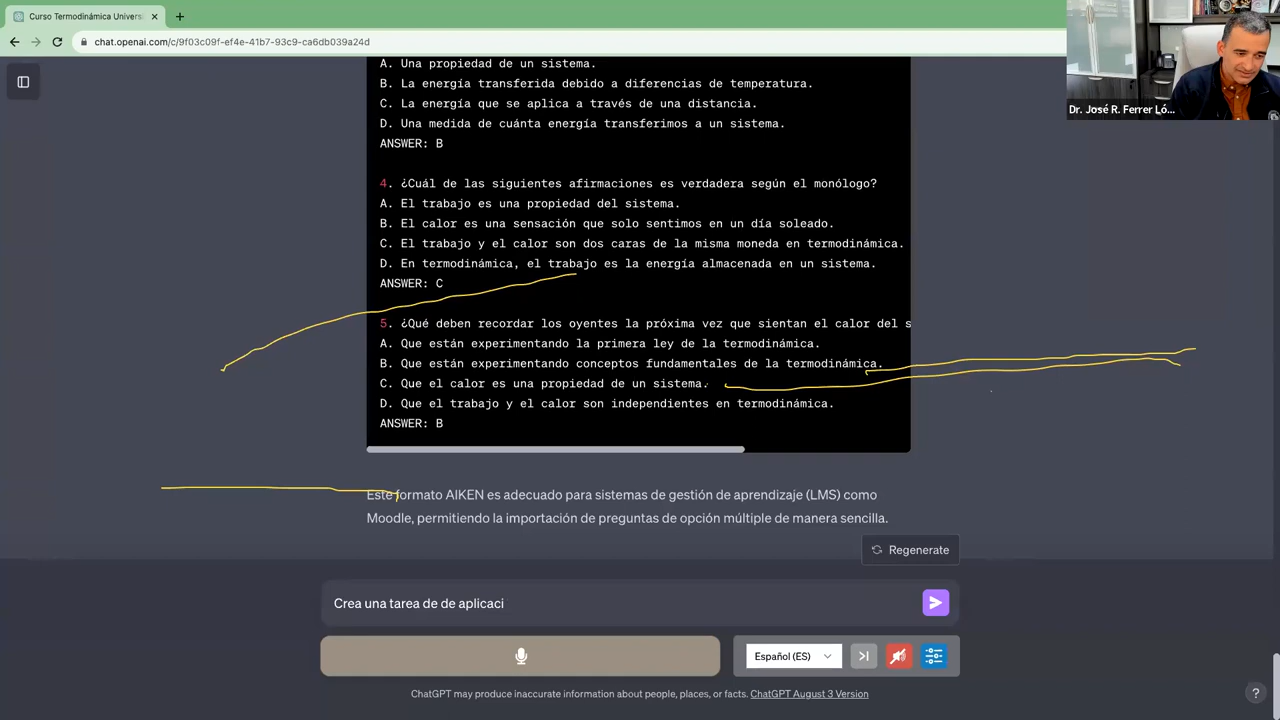 Curso Termodinámica Universi
chat.openai.com/c/9f03c09f-ef4e-41b7-93c9-ca6db039a24d
Dr. José R. Ferrer Ló...
A. Una propiedad de un sistema.
B. La energía transferida debido a diferencias de temperatura.
C. La energía que se aplica a través de una distancia.
D. Una medida de cuánta energía transferimos a un sistema.
ANSWER: B
4. ¿Cuál de las siguientes afirmaciones es verdadera según el monólogo?
A. El trabajo es una propiedad del sistema.
B. El calor es una sensación que solo sentimos en un día soleado.
C. El trabajo y el calor son dos caras de la misma moneda en termodinámica.
D. En termodinámica, el trabajo es la energía almacenada en un sistema.
ANSWER: C
5. ¿Qué deben recordar los oyentes la próxima vez que sientan el calor del s
A. Que están experimentando la primera ley de la termodinámica.
B. Que están experimentando conceptos fundamentales de la termodinámica.
C. Que el calor es una propiedad de un sistema.
D. Que el trabajo y el calor son independientes en termodinámica.
ANSWER: B
Este formato AIKEN es adecuado para sistemas de gestión de aprendizaje (LMS) como
Moodle, permitiendo la importación de preguntas de opción múltiple de manera sencilla.
Regenerate
Crea una tarea de de aplicaci
Español (ES)
ChatGPT may produce inaccurate information about people, places, or facts. ChatGPT August 3 Version
?